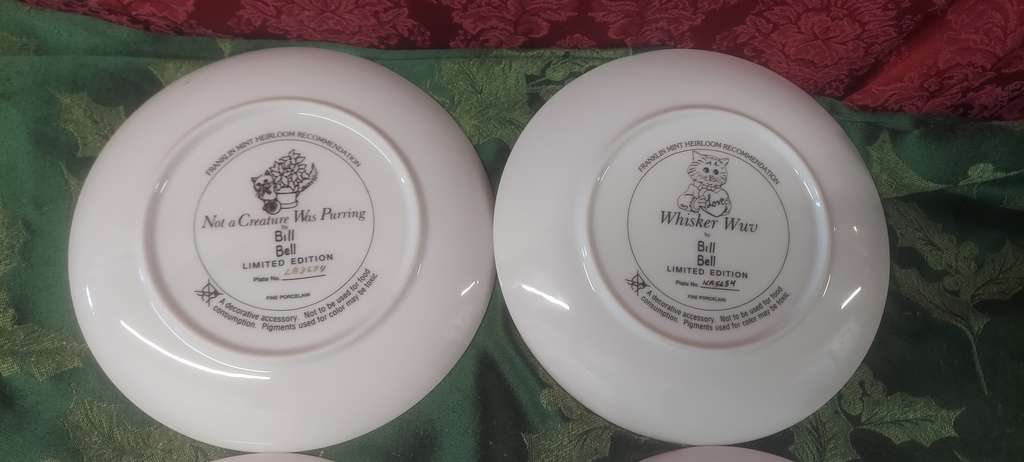 FRANKLIN MINT HEIRLOOM RECOMMENDATION
Not a Creature Was Purring
by
Bill
Bell
LIMITED EDITION
Plate No. LA3674
FINE PORCELAIN
A decorative accessory. Not to be used for food
consumption. Pigments used for color may be toxic.
FRANKLIN MINT HEIRLOOM RECOMMENDATION
Love
Whisker Wuv
by
Bill
Bell
LIMITED EDITION
Plate No. NA5654
FINE PORCELAIN
A decorative accessory. Not to be used for food
consumption. Pigments used for color may be toxic.